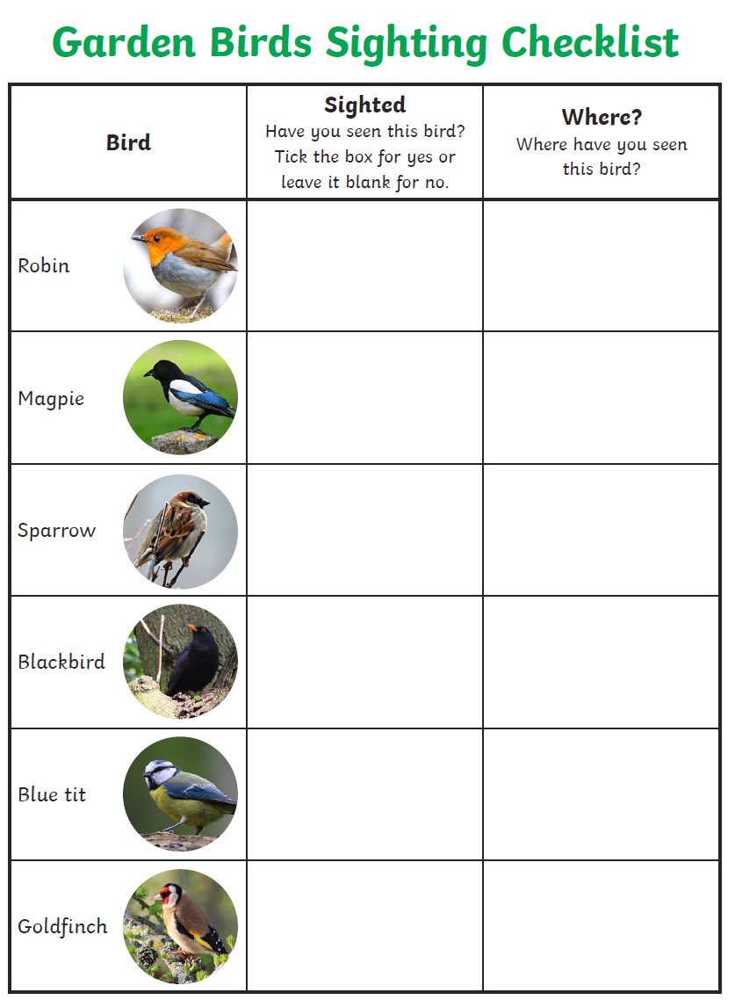 Garden Birds Sighting Checklist
Bird
Sighted
Have you seen this bird?
Tick the box for yes or
leave it blank for no.
Where?
Where have you seen
this bird?
Robin
Magpie
Sparrow
Blackbird
Blue tit
Goldfinch